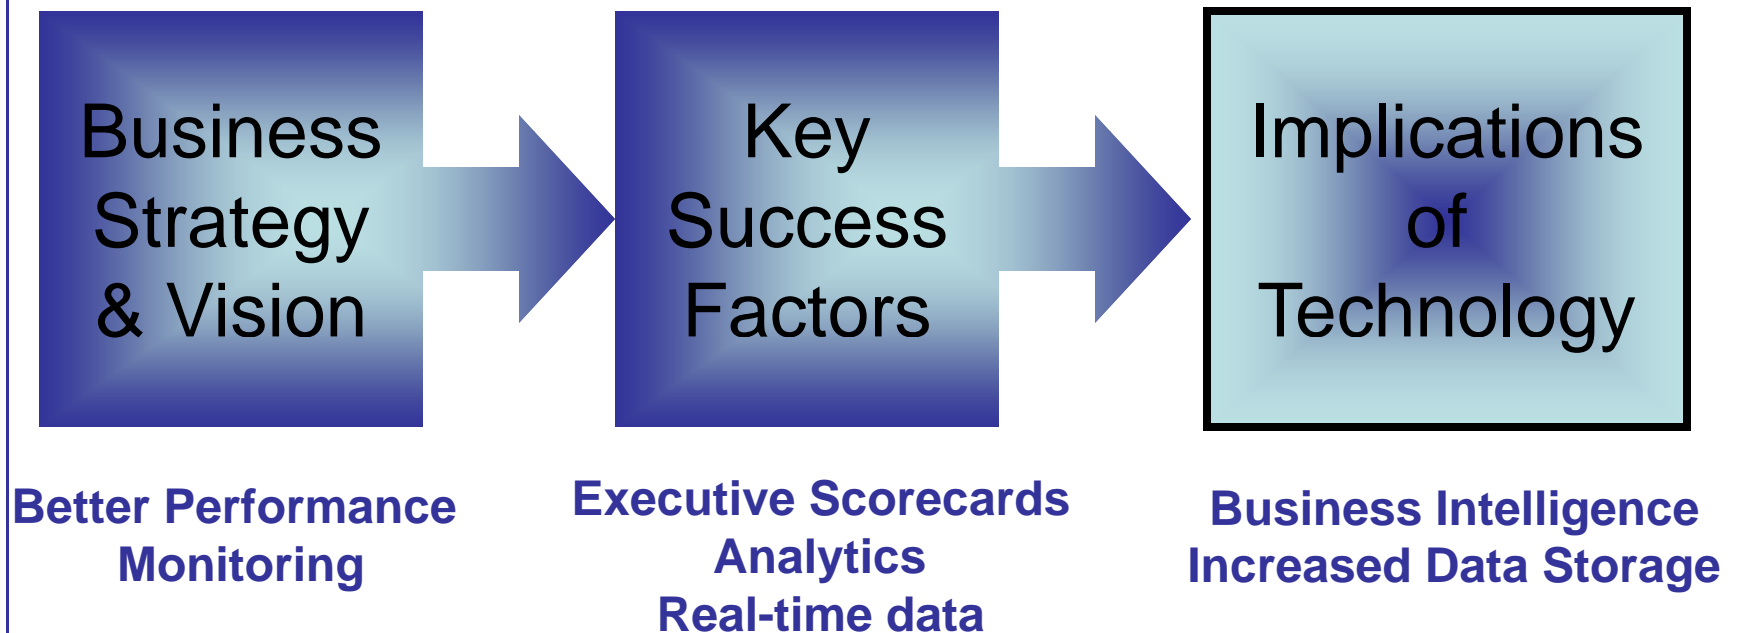 Business
Strategy
& Vision
Key
Success
Factors
Implications
of
Technology
Better Performance
Monitoring
Executive Scorecards
Analytics
Real-time data
Business Intelligence
Increased Data Storage